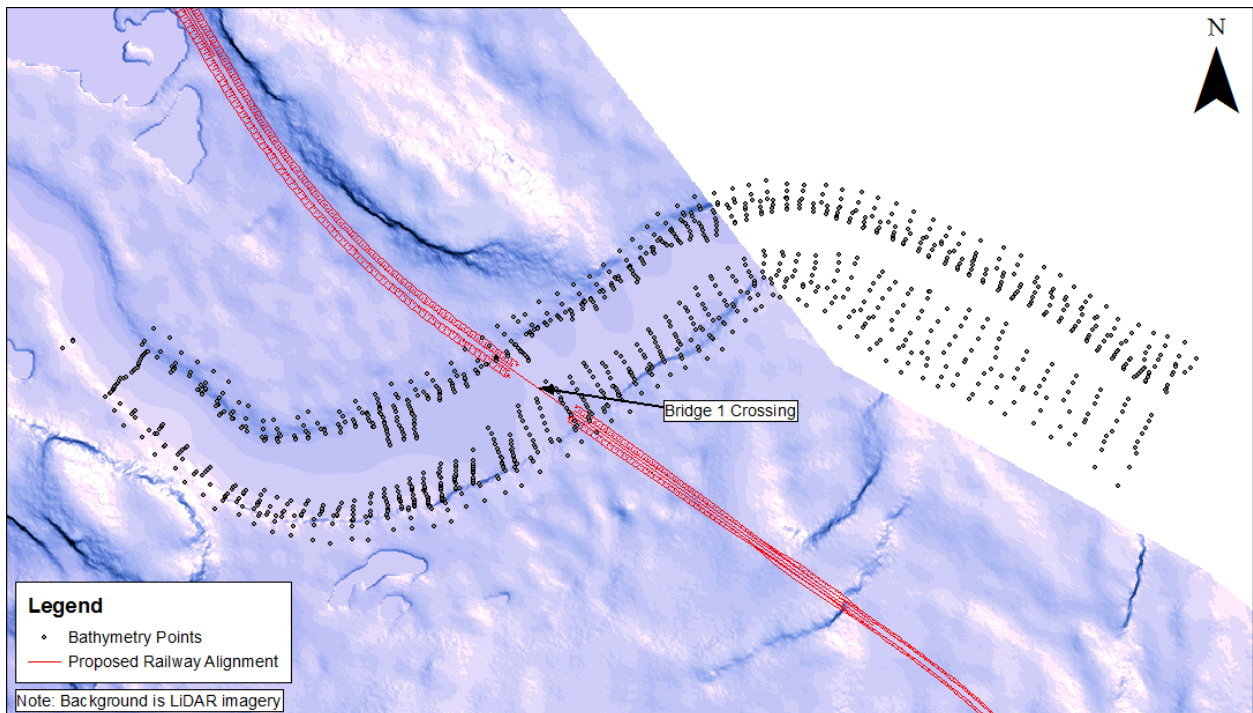 N
Bridge 1 Crossing
Legend
Bathymetry Points
Proposed Railway Alignment
Note: Background is LiDAR imagery